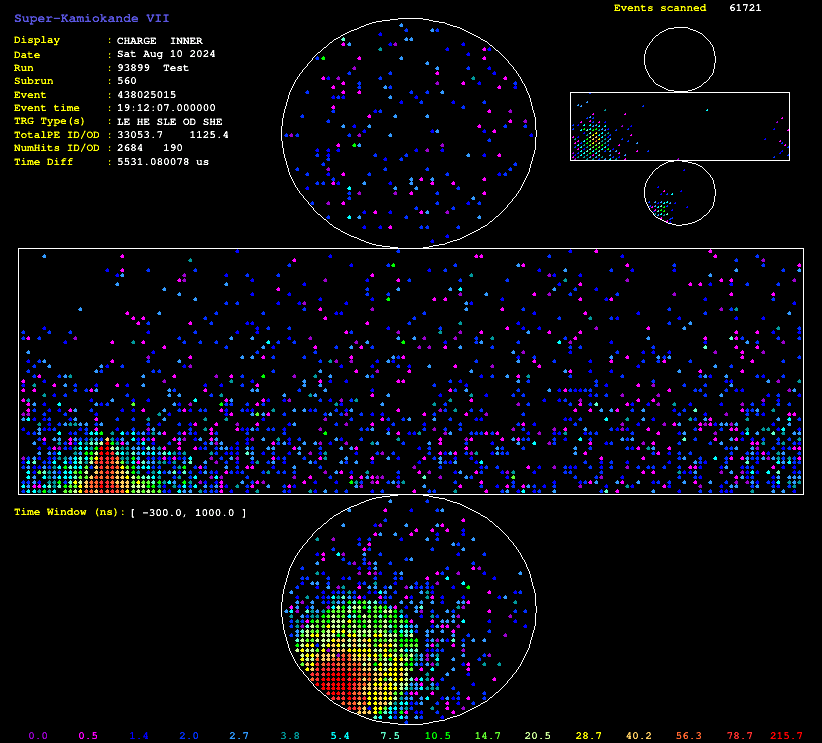 Events scanned 61721
Super-Kamiokande VII
Display : CHARGE INNER
Date : Sat Aug 10 2024
Run : 93899 Test
Subrun : 560
Event : 438025015
Event time : 19:12:07.000000
TRG Type(s) : LE HE SLE OD SHE
TotalPE ID/OD : 33053.7 1125.4
NumHits ID/OD : 2684 190
Time Diff : 5531.080078 us
Time Window (ns): [ -300.0, 1000.0 ]
0.0 0.5 1.4 2.0 2.7 3.8 5.4 7.5 10.5 14.7 20.5 28.7 40.2 56.3 78.7 215.7